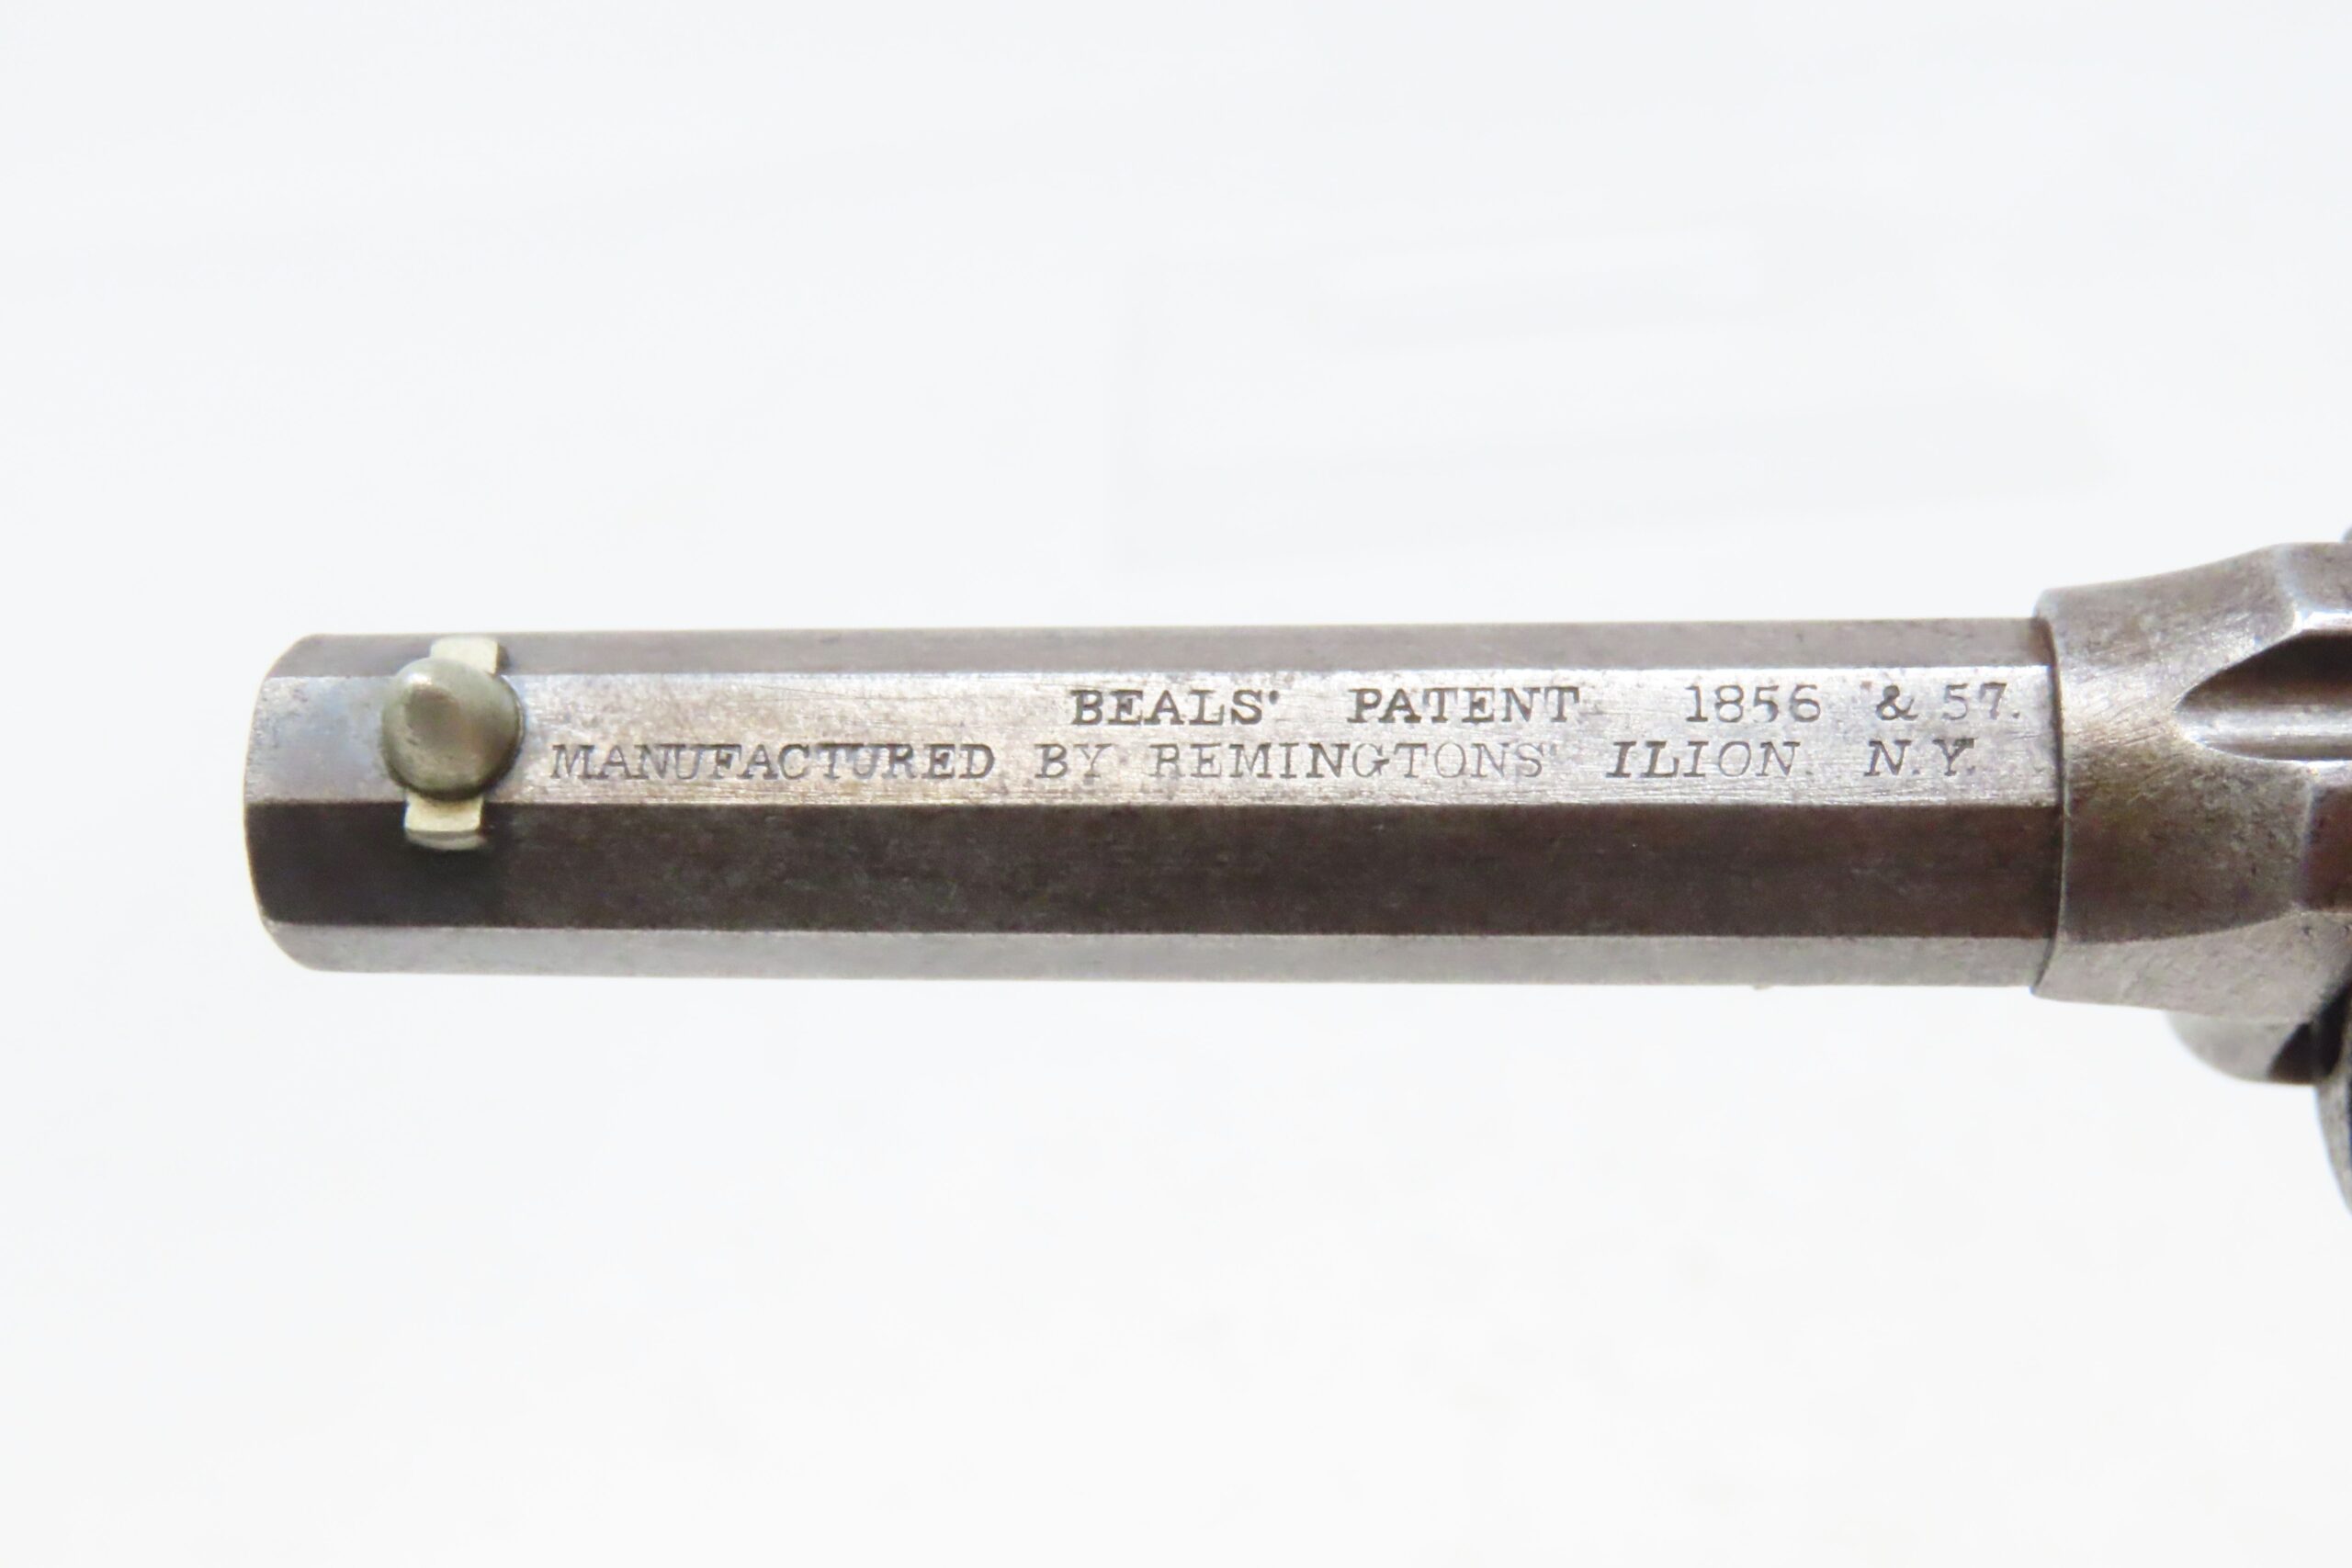 BEALS' PATENT 1856 & 57.
MANUFACTURED BY REMINGTONS' ILION. N.Y.